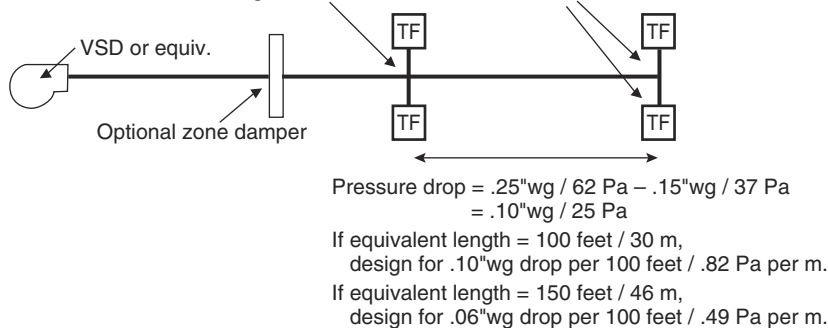 VSD or equiv.
TF
TF
Optional zone damper
TF
TF
Pressure drop = .25"wg / 62 Pa – .15"wg / 37 Pa
= .10"wg / 25 Pa
If equivalent length = 100 feet / 30 m,
design for .10"wg drop per 100 feet / .82 Pa per m.
If equivalent length = 150 feet / 46 m,
design for .06"wg drop per 100 feet / .49 Pa per m.